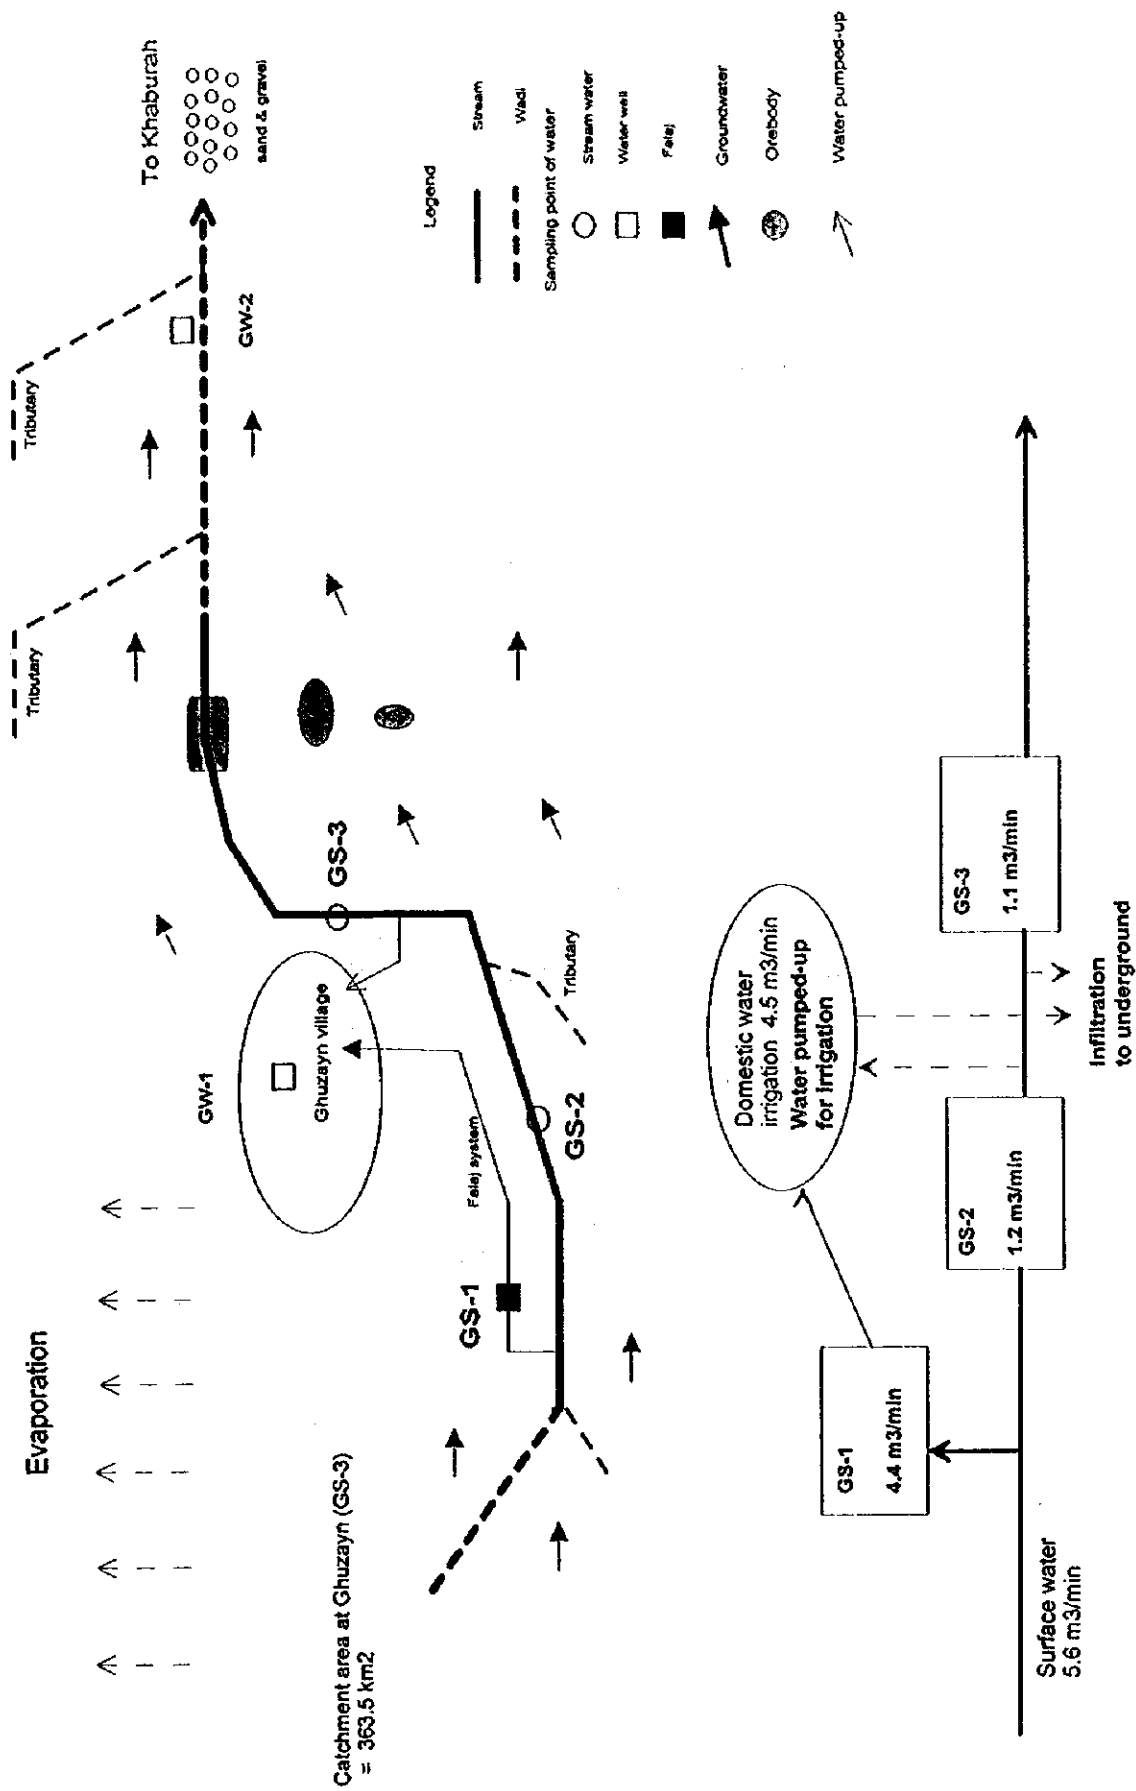 Evaporation
To Khaburah
sand & gravel
Tributary
Tributary
GW-2
GW-1
Ghuzayn village
GS-3
Falaj system
GS-1
GS-2
Tributary
Catchment area at Ghuzayn (GS-3)
= 363.5 km2
Legend
Stream
Wadi
Sampling point of water
Stream water
Water well
Falaj
Groundwater
Orebody
Water pumped-up
Domestic water
irrigation 4.5 m3/min
Water pumped-up
for irrigation
GS-1
4.4 m3/min
GS-2
1.2 m3/min
GS-3
1.1 m3/min
Surface water
5.6 m3/min
Infiltration
to underground